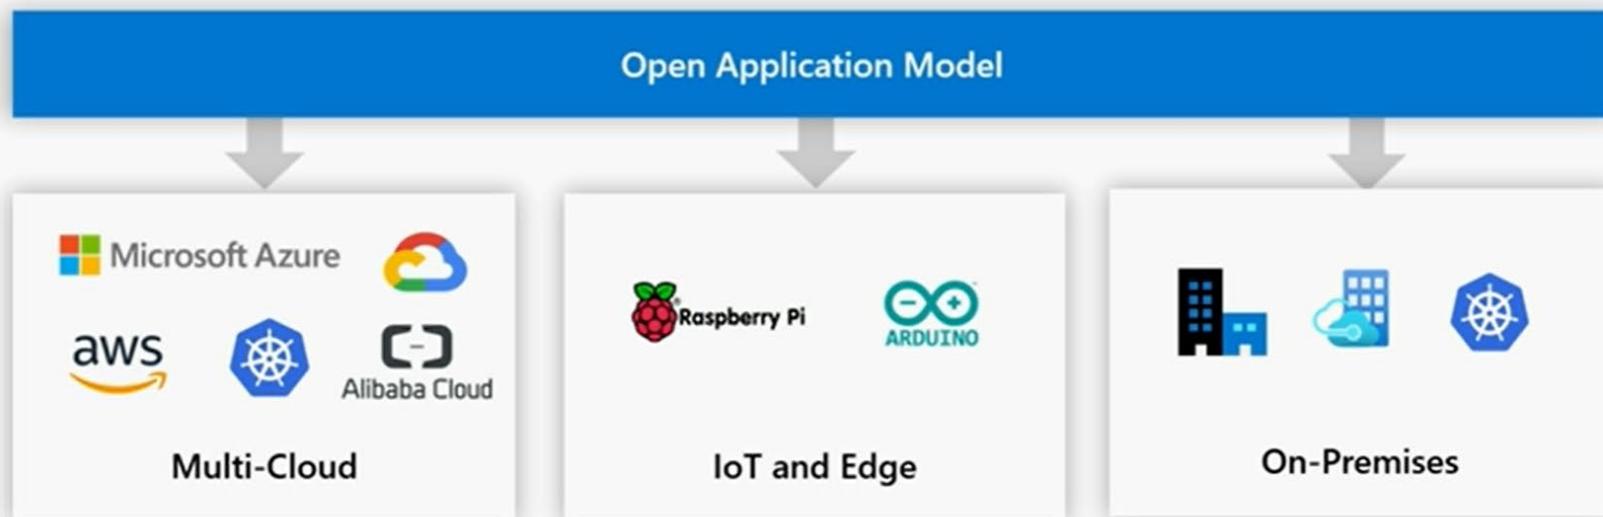 Open Application Model
Microsoft Azure
aws
Alibaba Cloud
Multi-Cloud
Raspberry Pi
ARDUINO
IoT and Edge
On-Premises